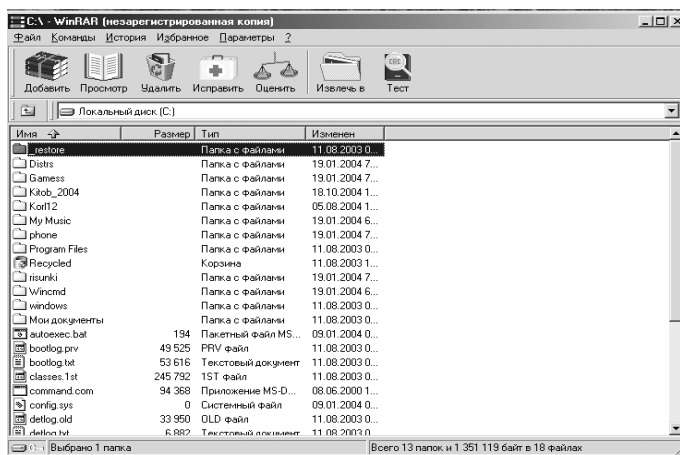 C:\ - WinRAR (незарегистрированная копия)
Файл Команды История Избранное Параметры ?
Добавить Просмотр Удалить Исправить Оценить Извлечь в Тест
Локальный диск (C:)
Имя Размер Тип Изменен
_restore Папка с файлами 11.08.2003 0...
Distrs Папка с файлами 19.01.2004 7...
Gamess Папка с файлами 19.01.2004 7...
Kitob_2004 Папка с файлами 18.10.2004 1...
Korl12 Папка с файлами 05.08.2004 1...
My Music Папка с файлами 19.01.2004 6...
phone Папка с файлами 19.01.2004 7...
Program Files Папка с файлами 11.08.2003 0...
Recycled Корзина 11.08.2003 1...
risunki Папка с файлами 19.01.2004 7...
Wincmd Папка с файлами 19.01.2004 6...
windows Папка с файлами 11.08.2003 0...
Мои документы Папка с файлами 11.08.2003 0...
autoexec.bat 194 Пакетный файл MS... 09.01.2004 0...
bootlog.prv 49 525 PRV файл 11.08.2003 0...
bootlog.txt 53 616 Текстовый документ 11.08.2003 0...
classes.1st 245 792 1ST файл 11.08.2003 0...
command.com 94 368 Приложение MS-D... 08.06.2000 1...
config.sys 0 Системный файл 09.01.2004 0...
detlog.old 33 950 OLD файл 11.08.2003 0...
detlog.txt 6 882 Текстовый документ 11.08.2003 0...
Выбрано 1 папка Всего 13 папок и 1 351 119 байт в 18 файлах